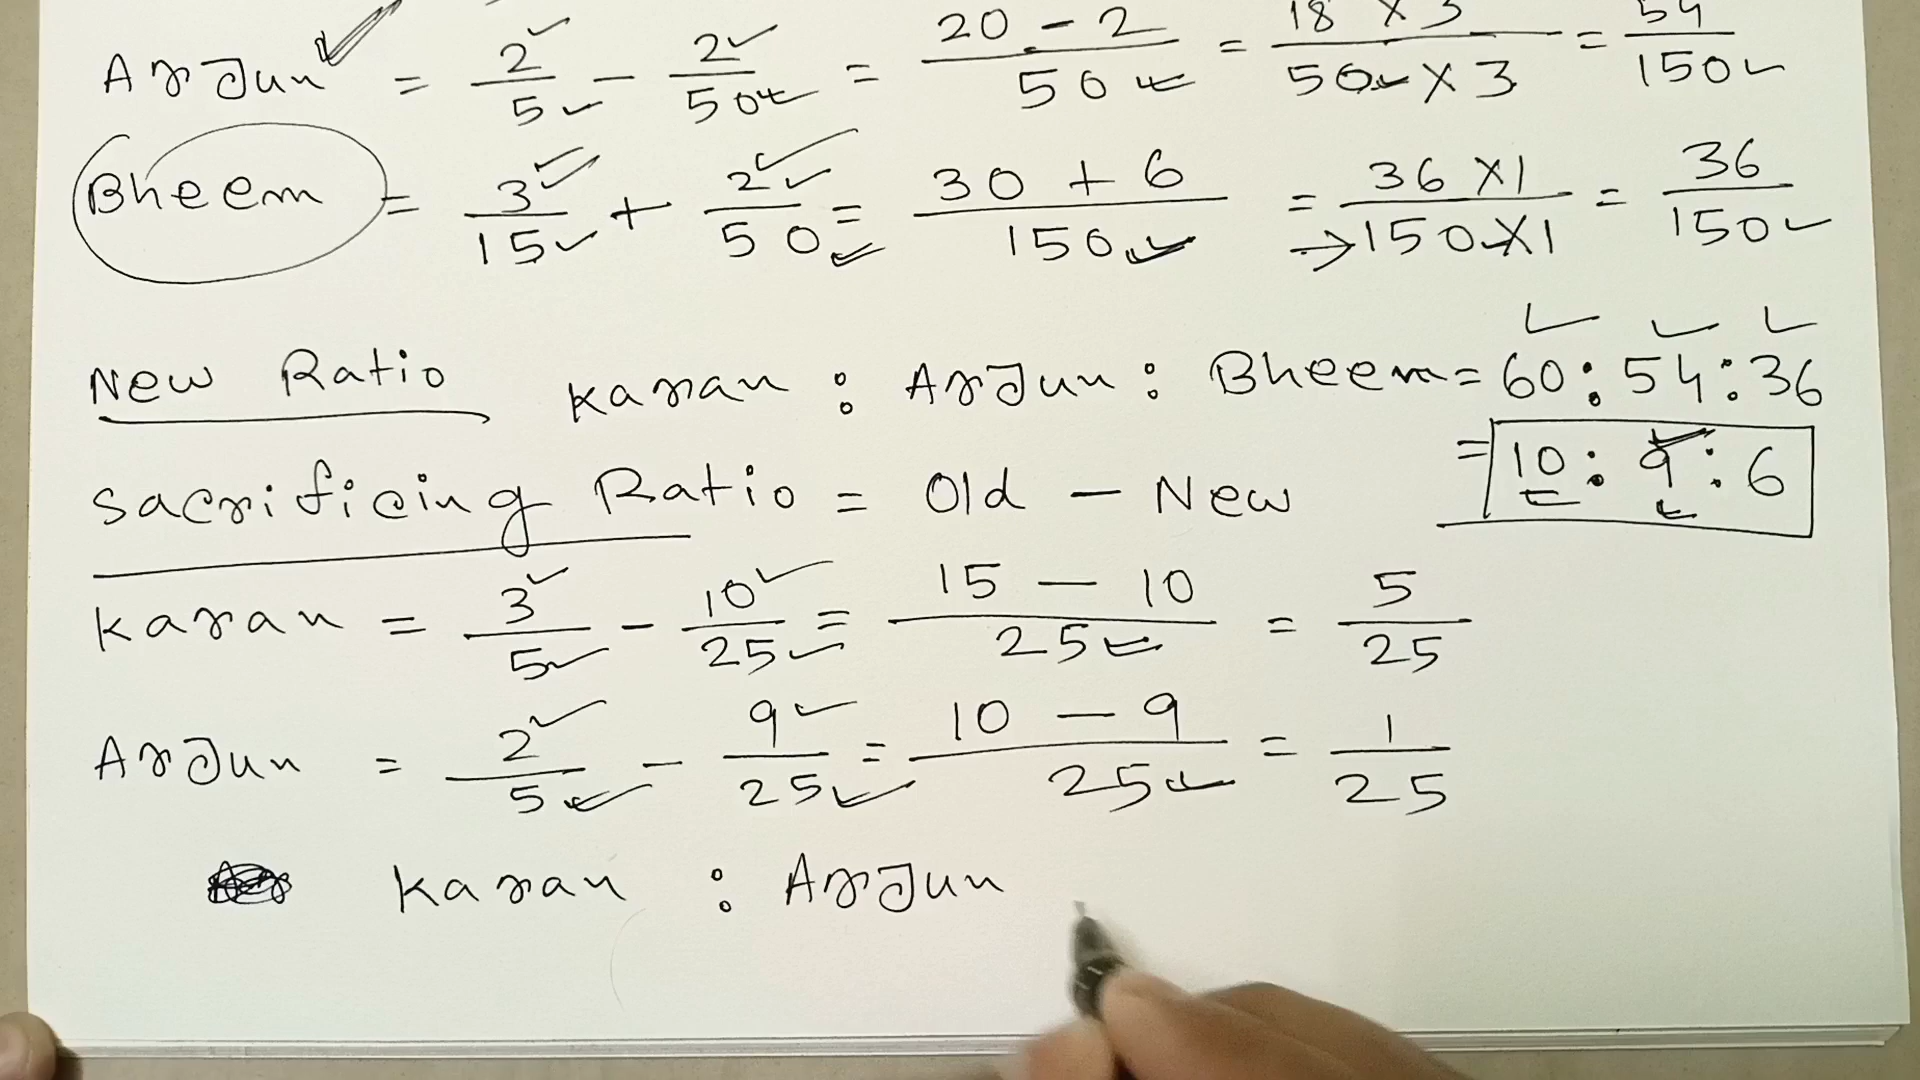 Arjun = 2/5 - 2/50 = 20 - 2/50 = 18 X 3/50 X 3 = 54/150
Bheem = 3/15 + 2/50 = 30 + 6/150 = 36 X 1/150 X 1 = 36/150
New Ratio Karan : Arjun : Bheem = 60 : 54 : 36
= 10 : 9 : 6
Sacrificing Ratio = Old - New
Karan = 3/5 - 10/25 = 15 - 10/25 = 5/25
Arjun = 2/5 - 9/25 = 10 - 9/25 = 1/25
Karan : Arjun